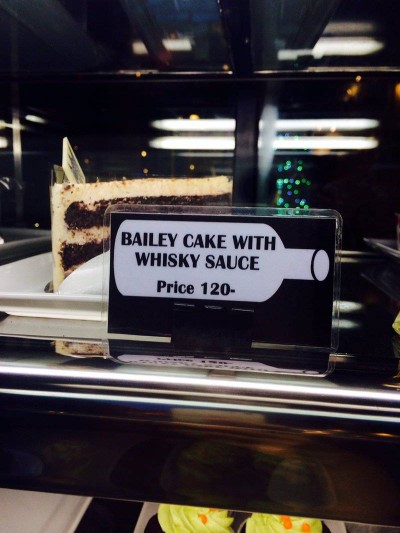 BAILEY CAKE WITH
WHISKY SAUCE
Price 120-